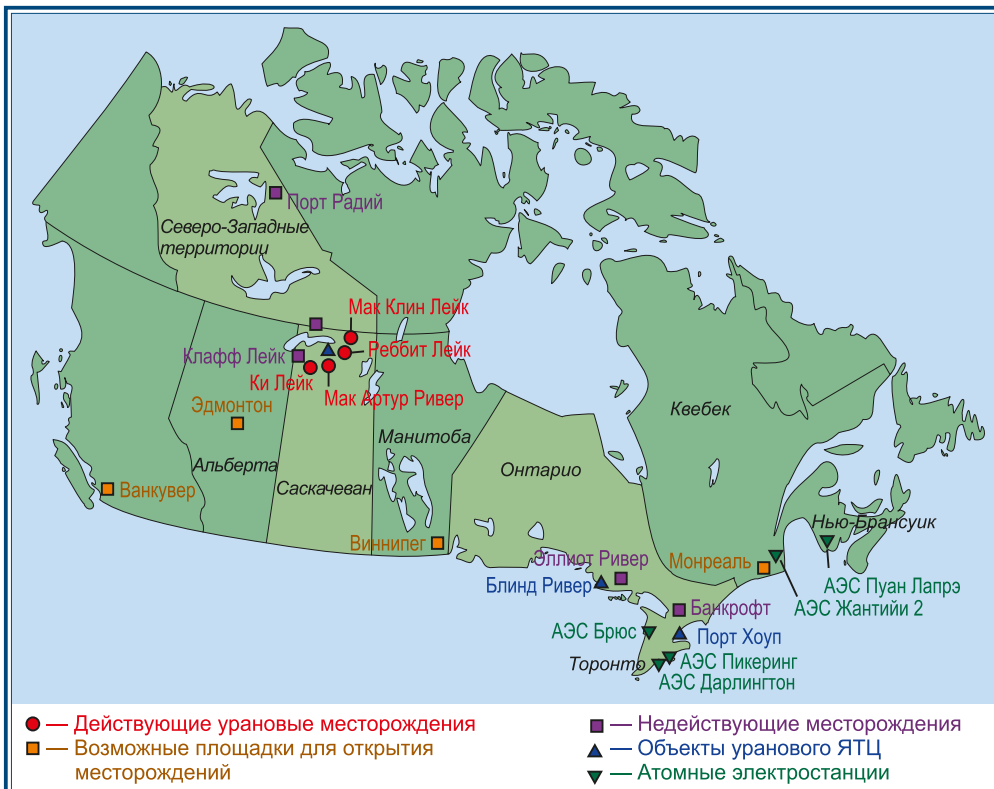 Порт Радий
Северо-Западные
территории
Мак Клин Лейк
Клафф Лейк
Реббит Лейк
Ки Лейк
Мак Артур Ривер
Эдмонтон
Квебек
Манитоба
Альберта
Онтарио
Саскачеван
Ванкувер
Нью-Брансуик
Виннипег
Эллиот Ривер
Монреаль
Блинд Ривер
АЭС Пуан Лапрэ
АЭС Жантийи 2
Банкрофт
АЭС Брюс
Порт Хоуп
Торонто
АЭС Пикеринг
АЭС Дарлингтон
— Действующие урановые месторождения
— Возможные площадки для открытия
месторождений
— Недействующие месторождения
— Объекты уранового ЯТЦ
— Атомные электростанции